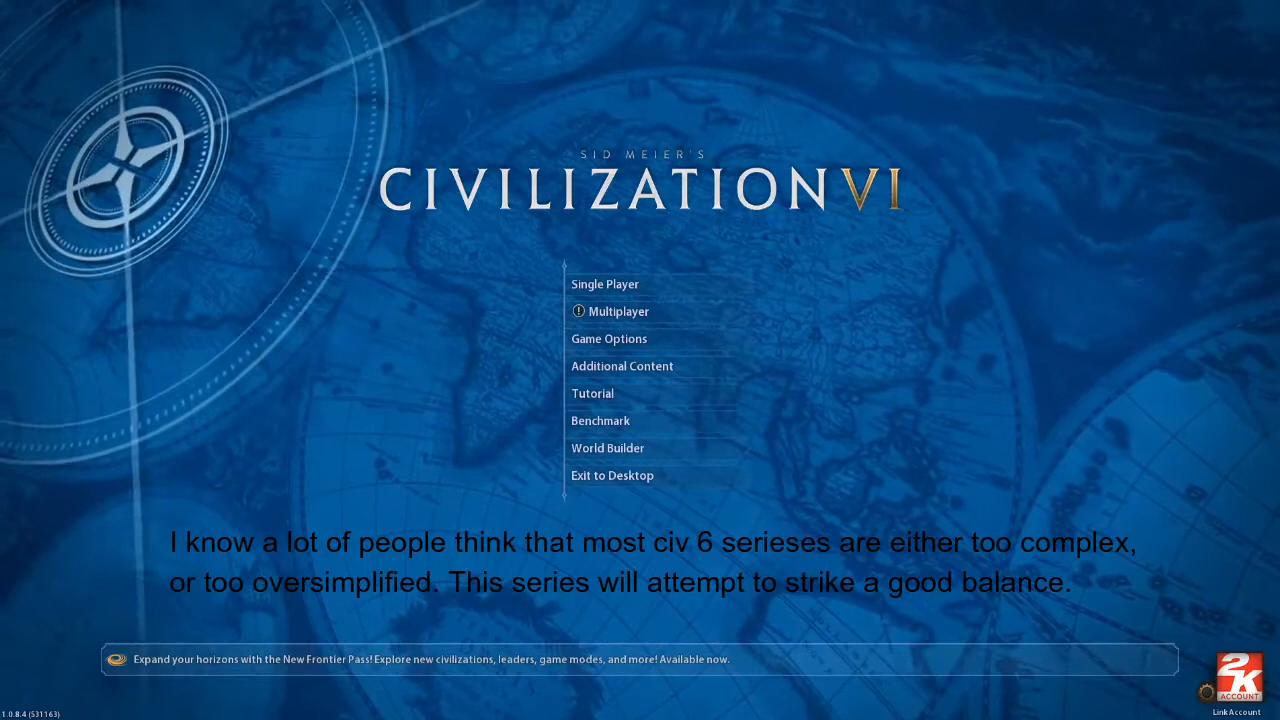 SID MEIER'S
CIVILIZATION VI
Single Player
Multiplayer
Game Options
Additional Content
Tutorial
Benchmark
World Builder
Exit to Desktop
I know a lot of people think that most civ 6 serieses are either too complex,
or too oversimplified. This series will attempt to strike a good balance.
Expand your horizons with the New Frontier Pass! Explore new civilizations, leaders, game modes, and more! Available now.
2K
ACCOUNT
Link Account
1.0.8.4 (531163)